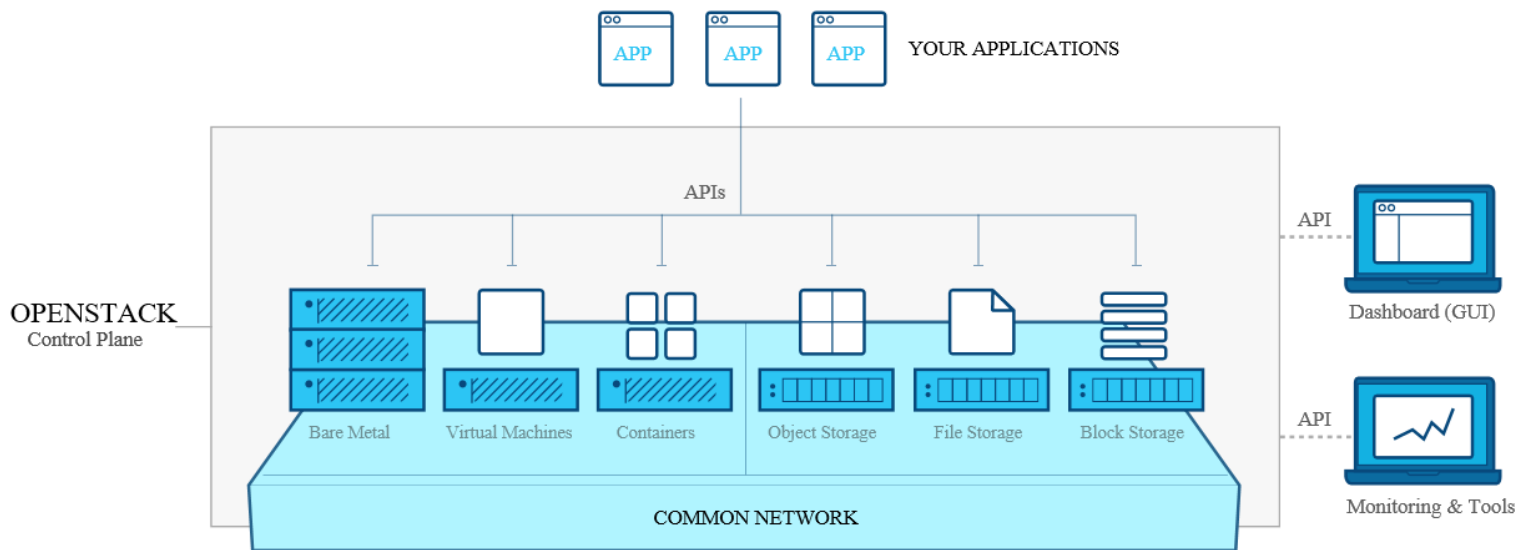 APP
APP
APP
YOUR APPLICATIONS
APIs
API
OPENSTACK
Control Plane
Dashboard (GUI)
Bare Metal
Virtual Machines
Containers
Object Storage
File Storage
Block Storage
API
Monitoring & Tools
COMMON NETWORK